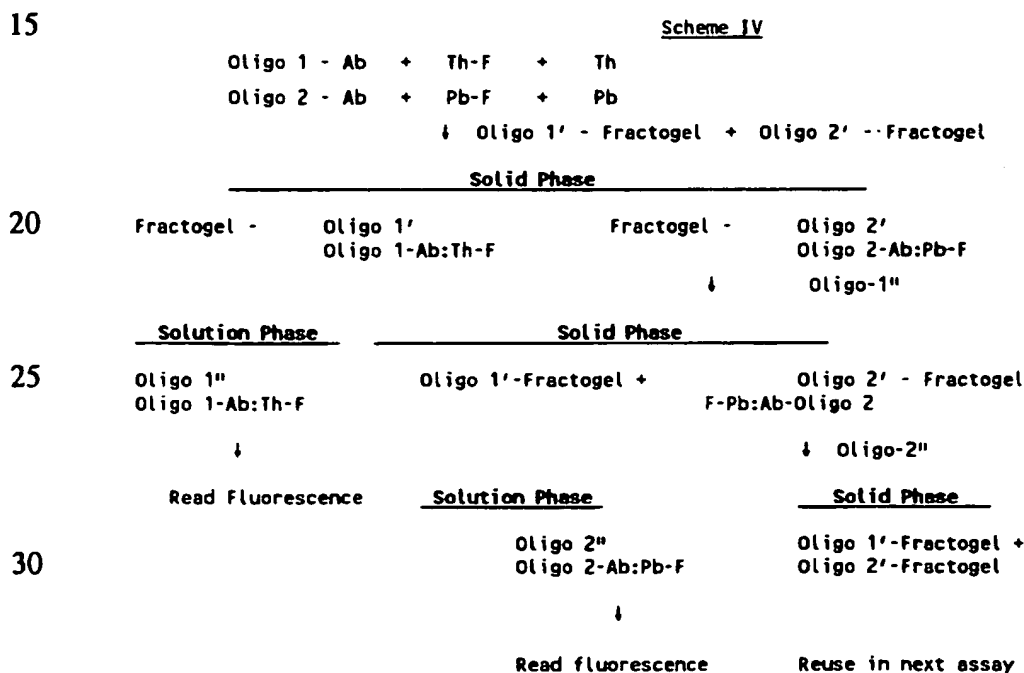 15 Scheme IV
Oligo 1 - Ab + Th-F + Th
Oligo 2 - Ab + Pb-F + Pb
↓ Oligo 1' - Fractogel + Oligo 2' -- Fractogel
Solid Phase
20 Fractogel - Oligo 1' Fractogel - Oligo 2'
Oligo 1-Ab:Th-F Oligo 2-Ab:Pb-F
↓ Oligo-1"
Solution Phase Solid Phase
25 Oligo 1" Oligo 1'-Fractogel + Oligo 2' - Fractogel
Oligo 1-Ab:Th-F F-Pb:Ab-Oligo 2
↓ ↓ Oligo-2"
Read Fluorescence Solution Phase Solid Phase
Oligo 2" Oligo 1'-Fractogel +
30 Oligo 2-Ab:Pb-F Oligo 2'-Fractogel
↓
Read fluorescence Reuse in next assay